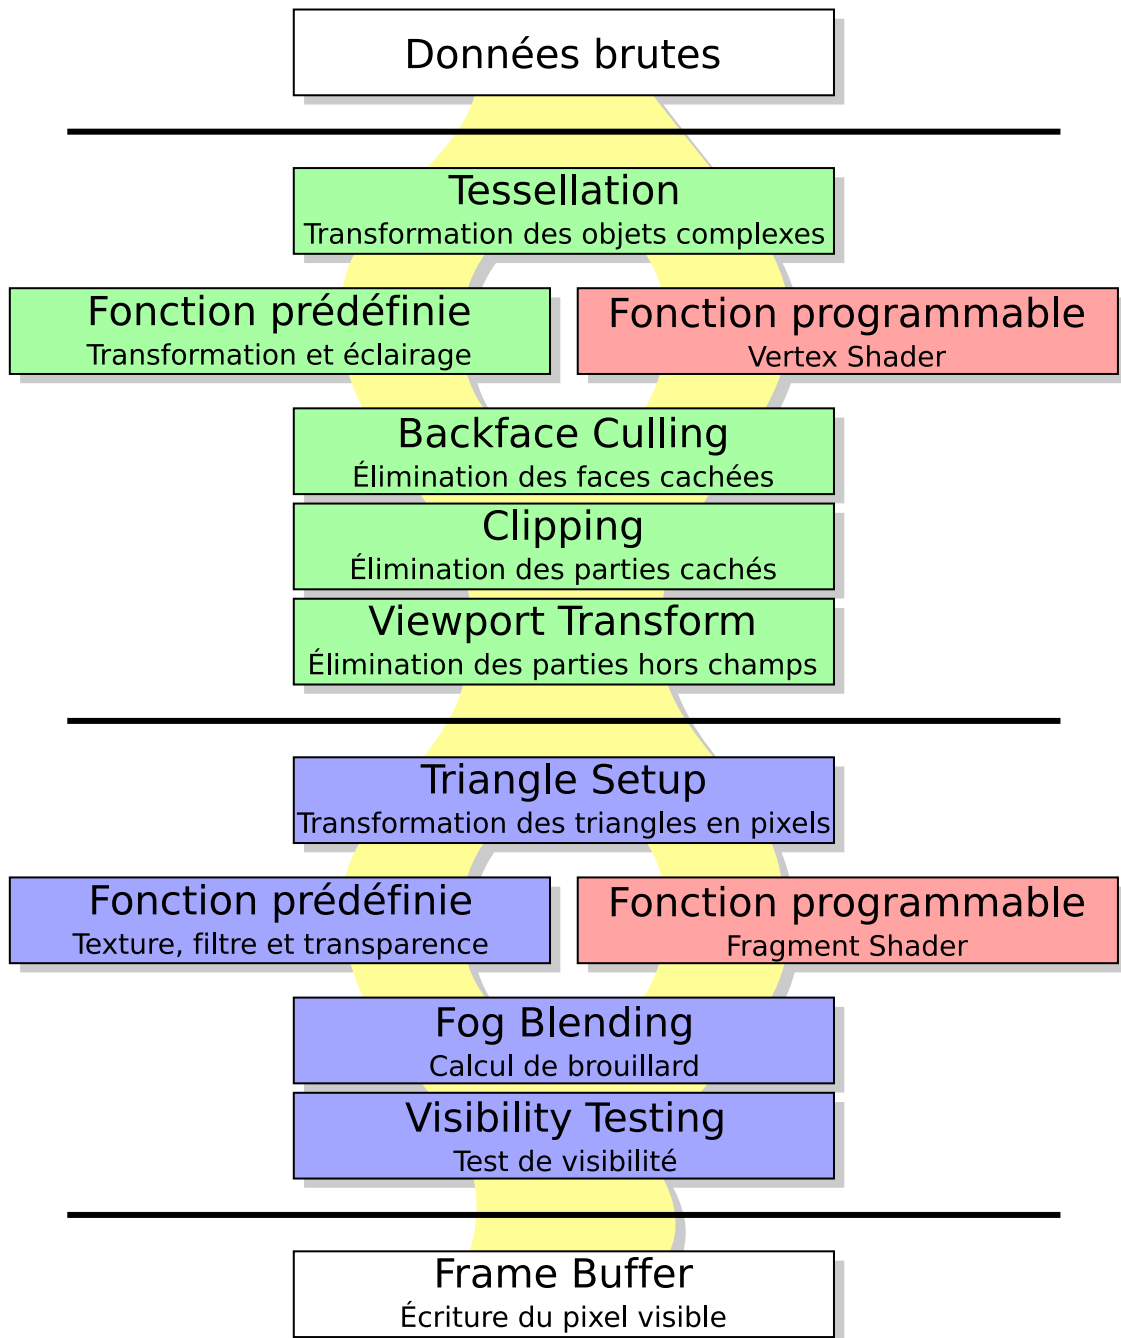 Données brutes
Tessellation
Transformation des objets complexes
Fonction prédéfinie
Transformation et éclairage
Fonction programmable
Vertex Shader
Backface Culling
Élimination des faces cachées
Clipping
Élimination des parties cachés
Viewport Transform
Élimination des parties hors champs
Triangle Setup
Transformation des triangles en pixels
Fonction prédéfinie
Texture, filtre et transparence
Fonction programmable
Fragment Shader
Fog Blending
Calcul de brouillard
Visibility Testing
Test de visibilité
Frame Buffer
Écriture du pixel visible